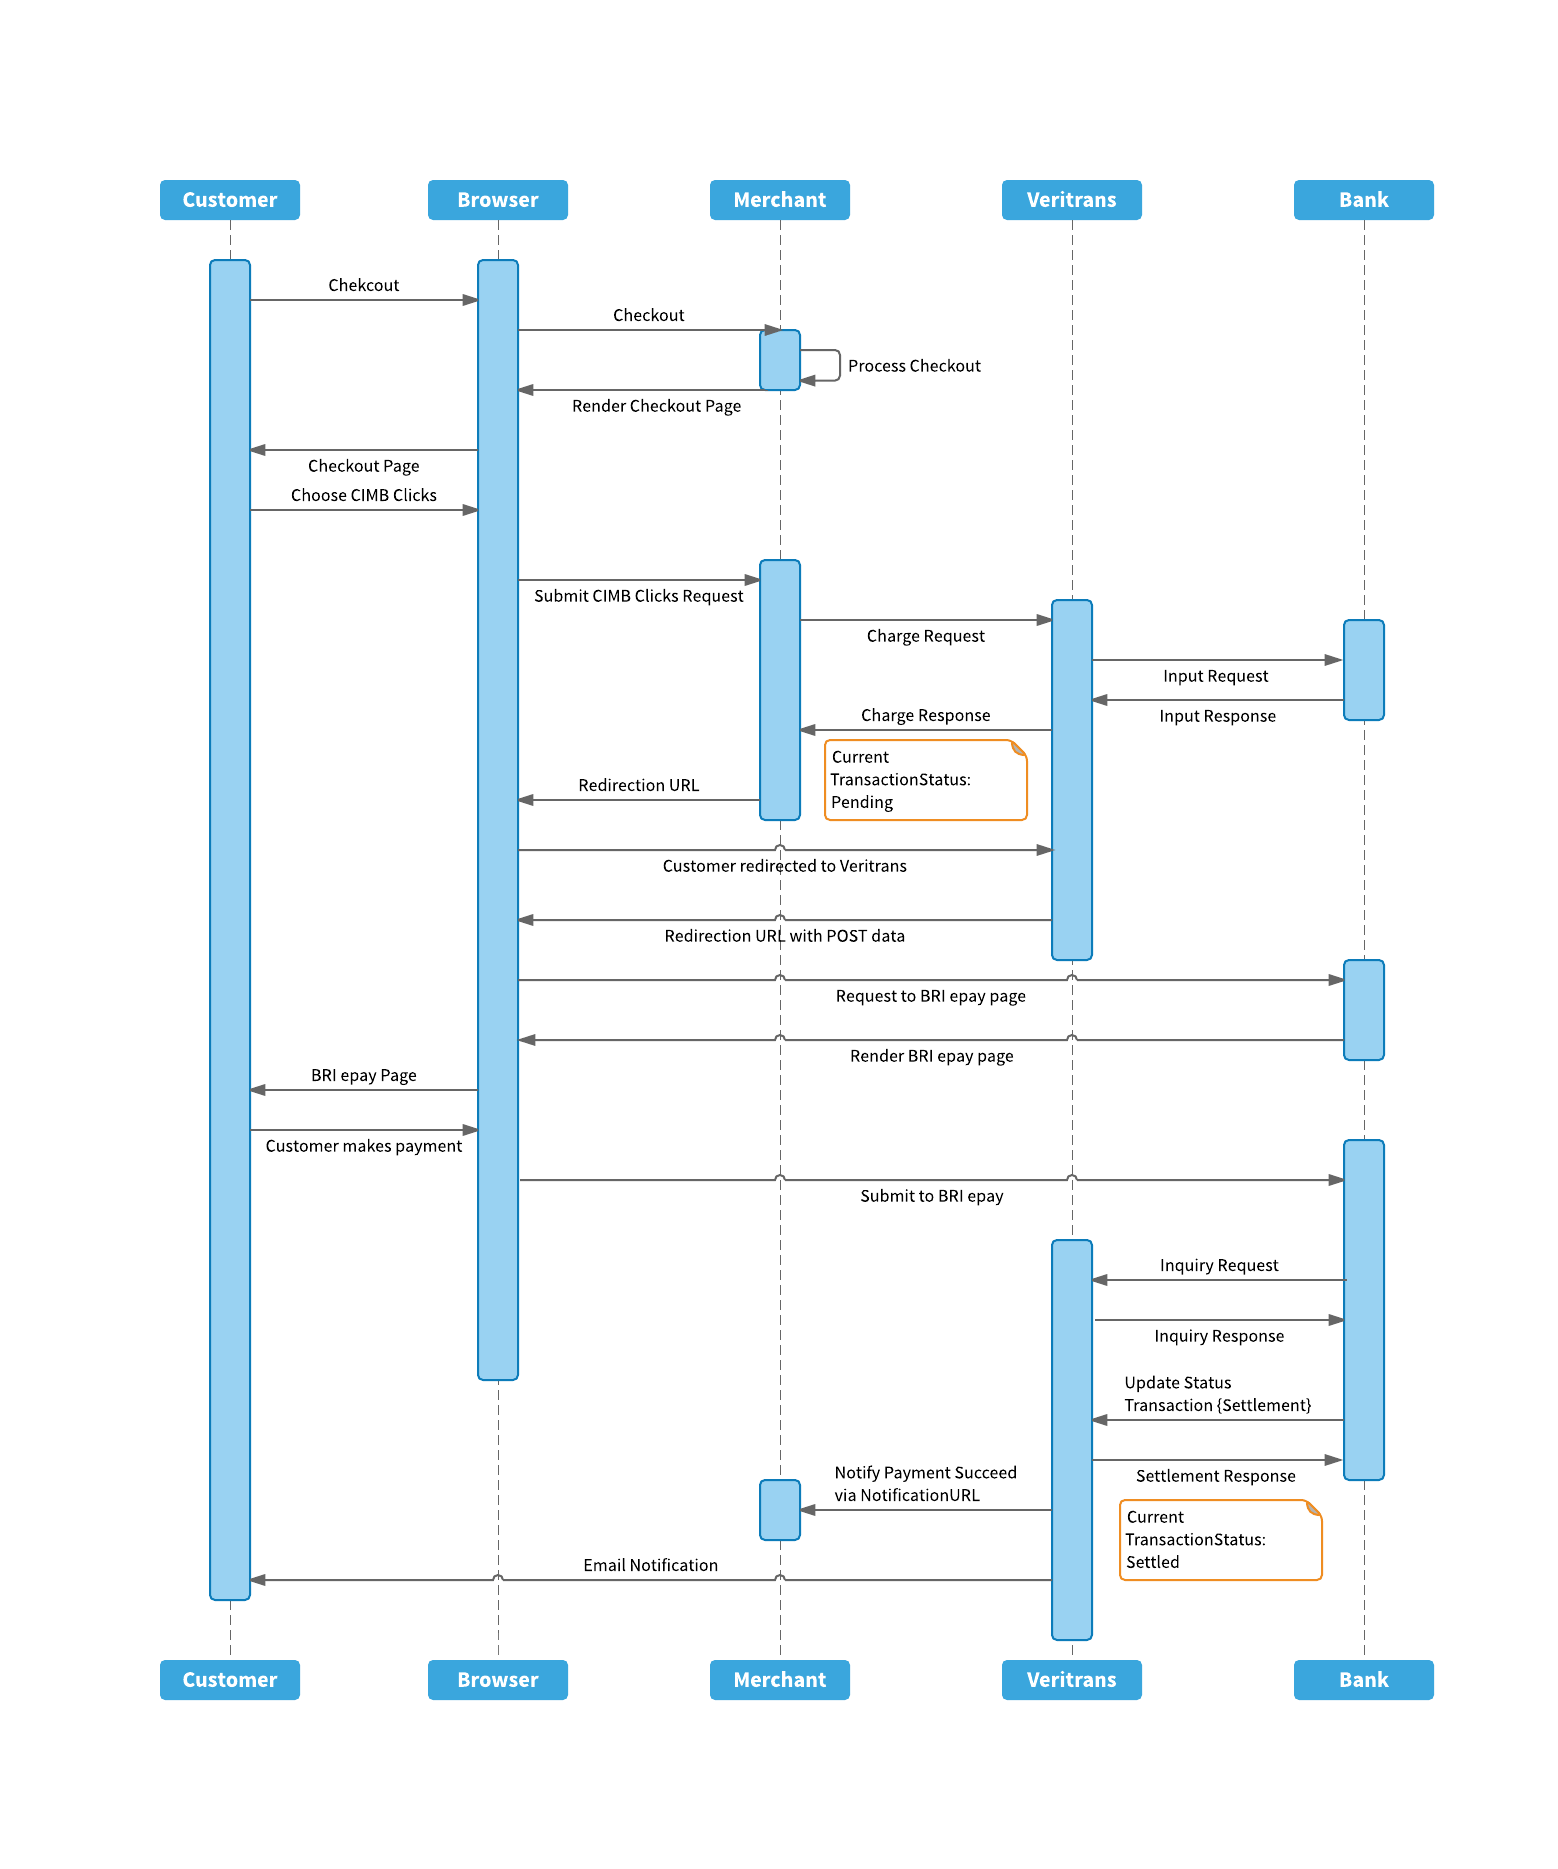 Customer
Browser
Merchant
Veritrans
Bank
Chekcout
Checkout
Process Checkout
Render Checkout Page
Checkout Page
Choose CIMB Clicks
Submit CIMB Clicks Request
Charge Request
Input Request
Input Response
Charge Response
Current
TransactionStatus:
Pending
Redirection URL
Customer redirected to Veritrans
Redirection URL with POST data
Request to BRI epay page
Render BRI epay page
BRI epay Page
Customer makes payment
Submit to BRI epay
Inquiry Request
Inquiry Response
Update Status
Transaction {Settlement}
Settlement Response
Notify Payment Succeed
via NotificationURL
Current
TransactionStatus:
Settled
Email Notification
Customer
Browser
Merchant
Veritrans
Bank